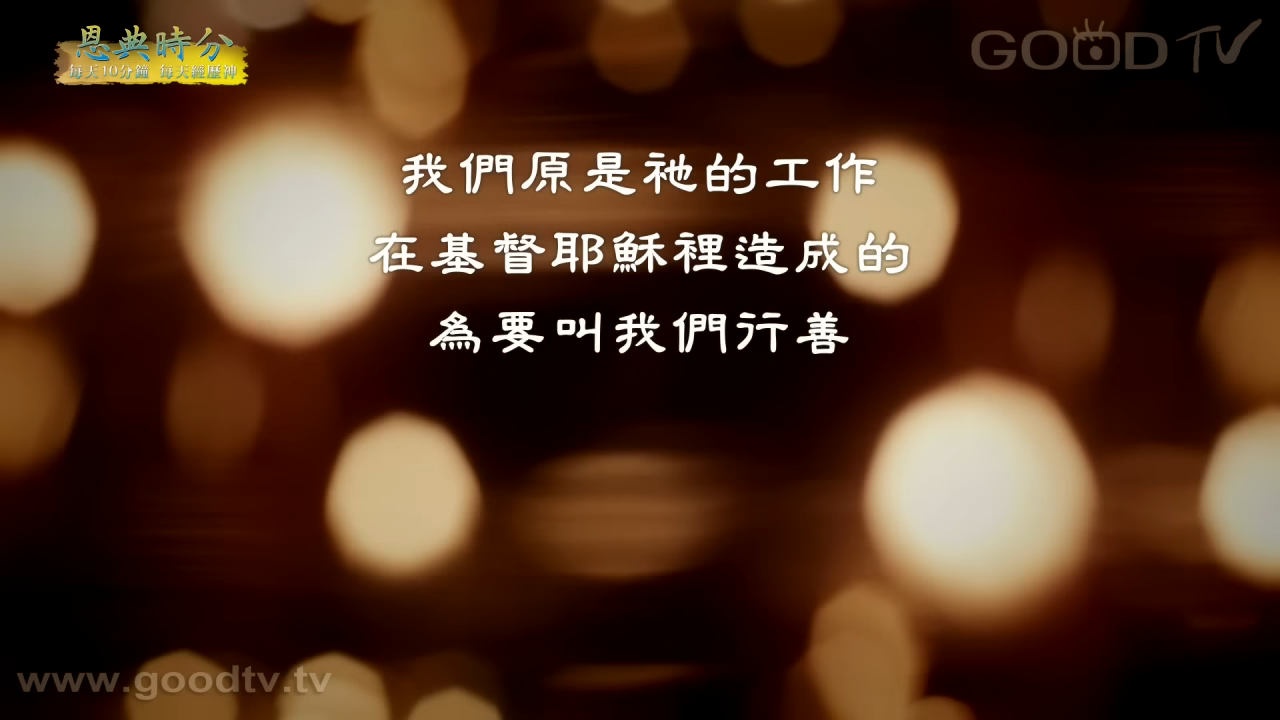 恩典時分
每天10分鐘 每天經歷神
GOOD TV
我們原是祂的工作
在基督耶穌裡造成的
為要叫我們行善
www.goodtv.tv